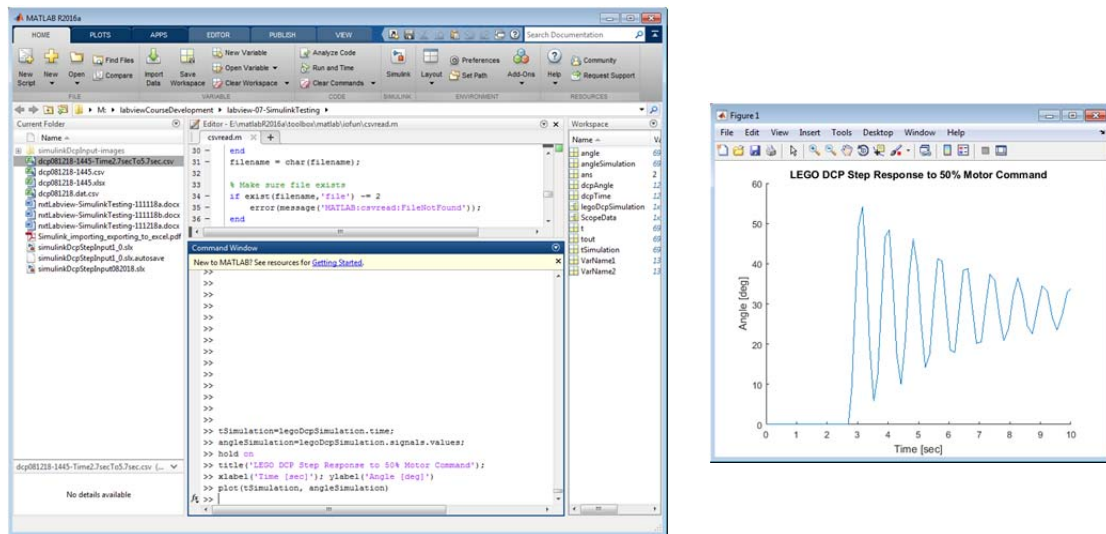 MATLAB R2016a
HOME PLOTS APPS EDITOR PUBLISH VIEW Search Documentation
New Script New Open Find Files Compare Import Data Save Workspace New Variable Open Variable Clear Workspace Analyze Code Run and Time Clear Commands Simulink Layout Preferences Set Path Add-Ons Help Community Request Support
FILE VARIABLE CODE SIMULINK ENVIRONMENT RESOURCES
M: ▸ labviewCourseDevelopment ▸ labview-07-SimulinkTesting ▸
Current Folder
Name
simulinkDcpInput-images
dcp081218-1445-Time2.7secTo5.7sec.csv
dcp081218-1445.csv
dcp081218-1445.xlsx
dcp081218.dat.csv
nxtLabview-SimulinkTesting-111118a.docx
nxtLabview-SimulinkTesting-111118b.docx
nxtLabview-SimulinkTesting-111218a.docx
Simulink_importing_exporting_to_excel.pdf
simulinkDcpStepInput1_0.slx
simulinkDcpStepInput1_0.slx.autosave
simulinkDcpStepInput082018.slx
dcp081218-1445-Time2.7secTo5.7sec.csv (...
No details available
Editor - E:\matlabR2016a\toolbox\matlab\iofun\csvread.m
csvread.m
30 - end
31 - filename = char(filename);
32
33 % Make sure file exists
34 - if exist(filename,'file') ~= 2
35 - error(message('MATLAB:csvread:FileNotFound'));
36 - end
Command Window
New to MATLAB? See resources for Getting Started.
>>
>>
>>
>>
>>
>>
>>
>>
>>
>>
>>
>>
>>
>>
>> tSimulation=legoDcpSimulation.time;
>> angleSimulation=legoDcpSimulation.signals.values;
>> hold on
>> title('LEGO DCP Step Response to 50% Motor Command');
>> xlabel('Time [sec]'); ylabel('Angle [deg]')
>> plot(tSimulation, angleSimulation)
fx >>
Workspace
Name
angle
angleSimulation
ans 2
dcpAngle
dcpTime
legoDcpSimulation
ScopeData
t
tout
tSimulation
VarName1
VarName2
Figure 1
File Edit View Insert Tools Desktop Window Help
LEGO DCP Step Response to 50% Motor Command
60
50
40
30
20
10
0
Angle [deg]
0 1 2 3 4 5 6 7 8 9 10
Time [sec]